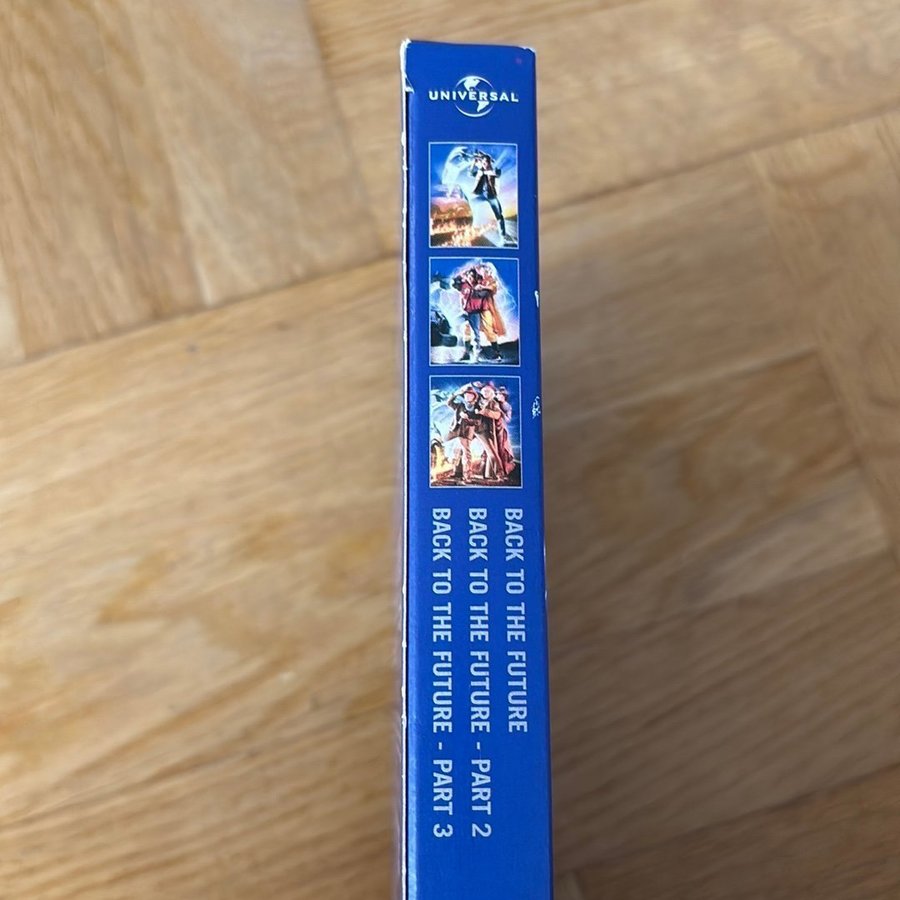 UNIVERSAL
BACK TO THE FUTURE
BACK TO THE FUTURE - PART 2
BACK TO THE FUTURE - PART 3